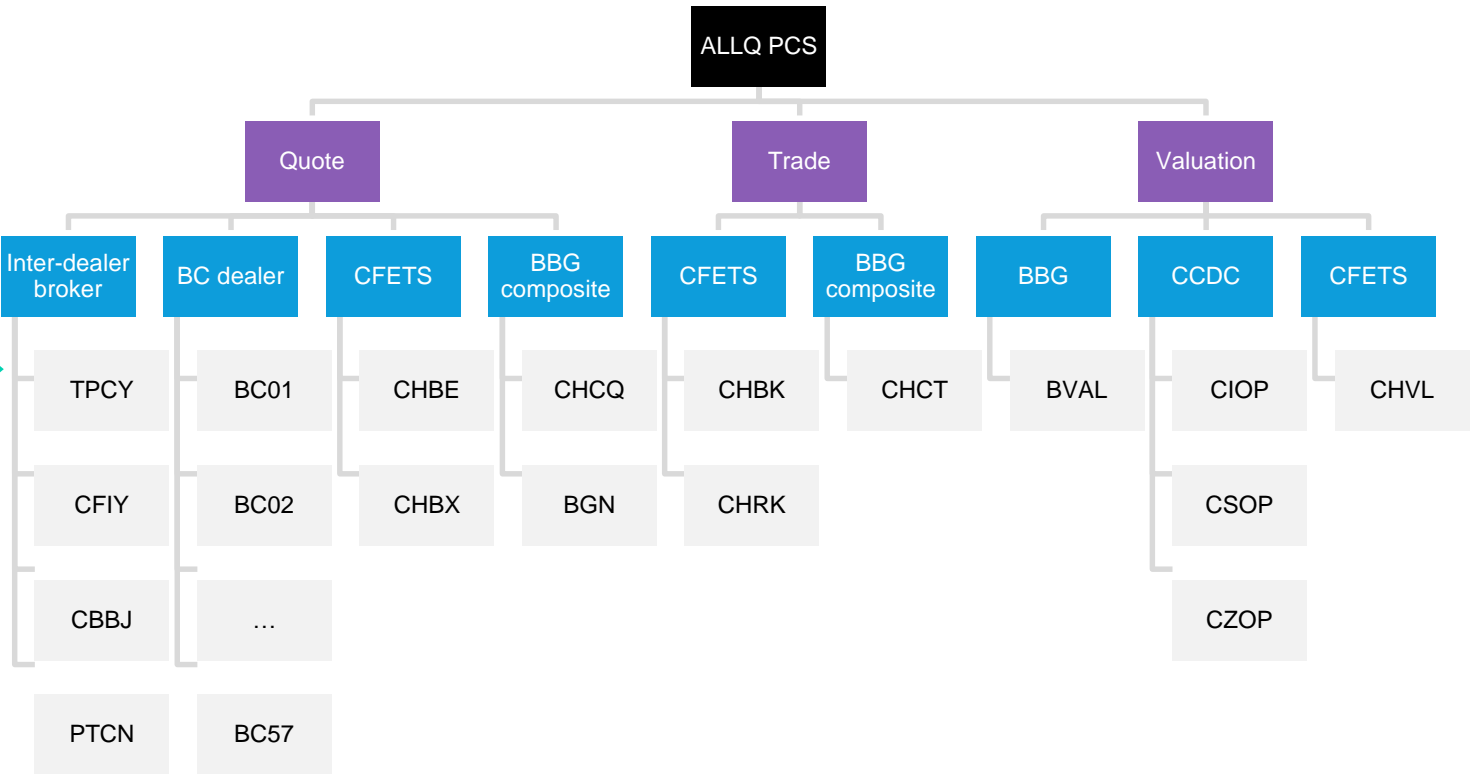 ALLQ PCS
Quote
Trade
Valuation
Inter-dealer
broker
BC dealer
CFETS
BBG
composite
CFETS
BBG
composite
BBG
CCDC
CFETS
TPCY
BC01
CHBE
CHCQ
CHBK
CHCT
BVAL
CIOP
CHVL
CFIY
BC02
CHBX
BGN
CHRK
CSOP
CBBJ
…
CZOP
PTCN
BC57